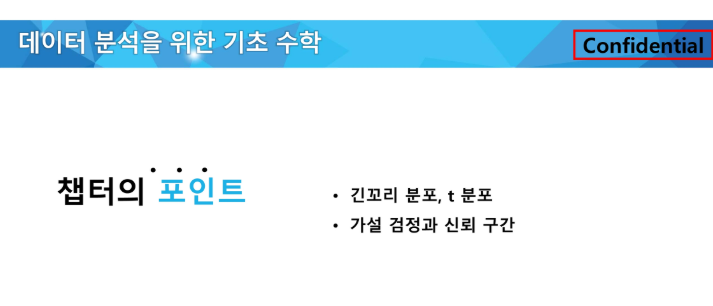 데이터 분석을 위한 기초 수학
Confidential
챕터의 포인트
• 긴꼬리 분포, t 분포
• 가설 검정과 신뢰 구간